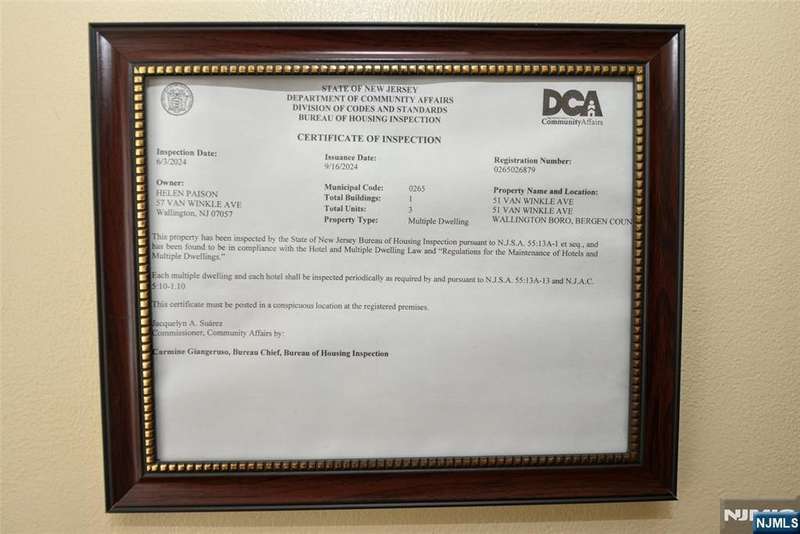 STATE OF NEW JERSEY
DEPARTMENT OF COMMUNITY AFFAIRS
DIVISION OF CODES AND STANDARDS
BUREAU OF HOUSING INSPECTION
DCA
Community Affairs
CERTIFICATE OF INSPECTION
Inspection Date:
6/3/2024
Issuance Date:
9/16/2024
Registration Number:
0265026879
Owner:
HELEN PAISON
57 VAN WINKLE AVE
Wallington, NJ 07057
Municipal Code: 0265
Total Buildings: 1
Total Units: 3
Property Type: Multiple Dwelling
Property Name and Location:
51 VAN WINKLE AVE
51 VAN WINKLE AVE
WALLINGTON BORO, BERGEN COUN
This property has been inspected by the State of New Jersey Bureau of Housing Inspection pursuant to N.J.S.A. 55:13A-1 et seq., and
has been found to be in compliance with the Hotel and Multiple Dwelling Law and “Regulations for the Maintenance of Hotels and
Multiple Dwellings.”
Each multiple dwelling and each hotel shall be inspected periodically as required by and pursuant to N.J.S.A. 55:13A-13 and N.J.A.C.
5:10-1.10
This certificate must be posted in a conspicuous location at the registered premises.
Jacquelyn A. Suárez
Commissioner, Community Affairs by:
Carmine Giangeruso, Bureau Chief, Bureau of Housing Inspection
NJMLS